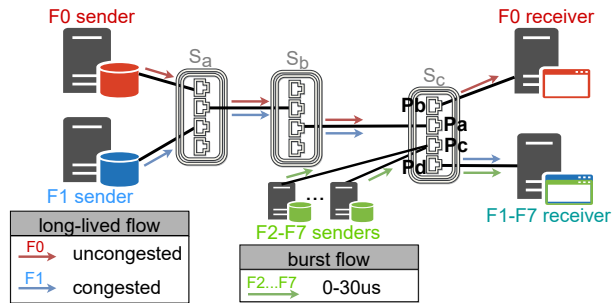 F0 sender
F0 receiver
Sa
Sb
Sc
Pb
Pa
Pc
Pd
F1 sender
...
F2-F7 senders
F1-F7 receiver
long-lived flow
F0 uncongested
F1 congested
burst flow
F2...F7 0-30us